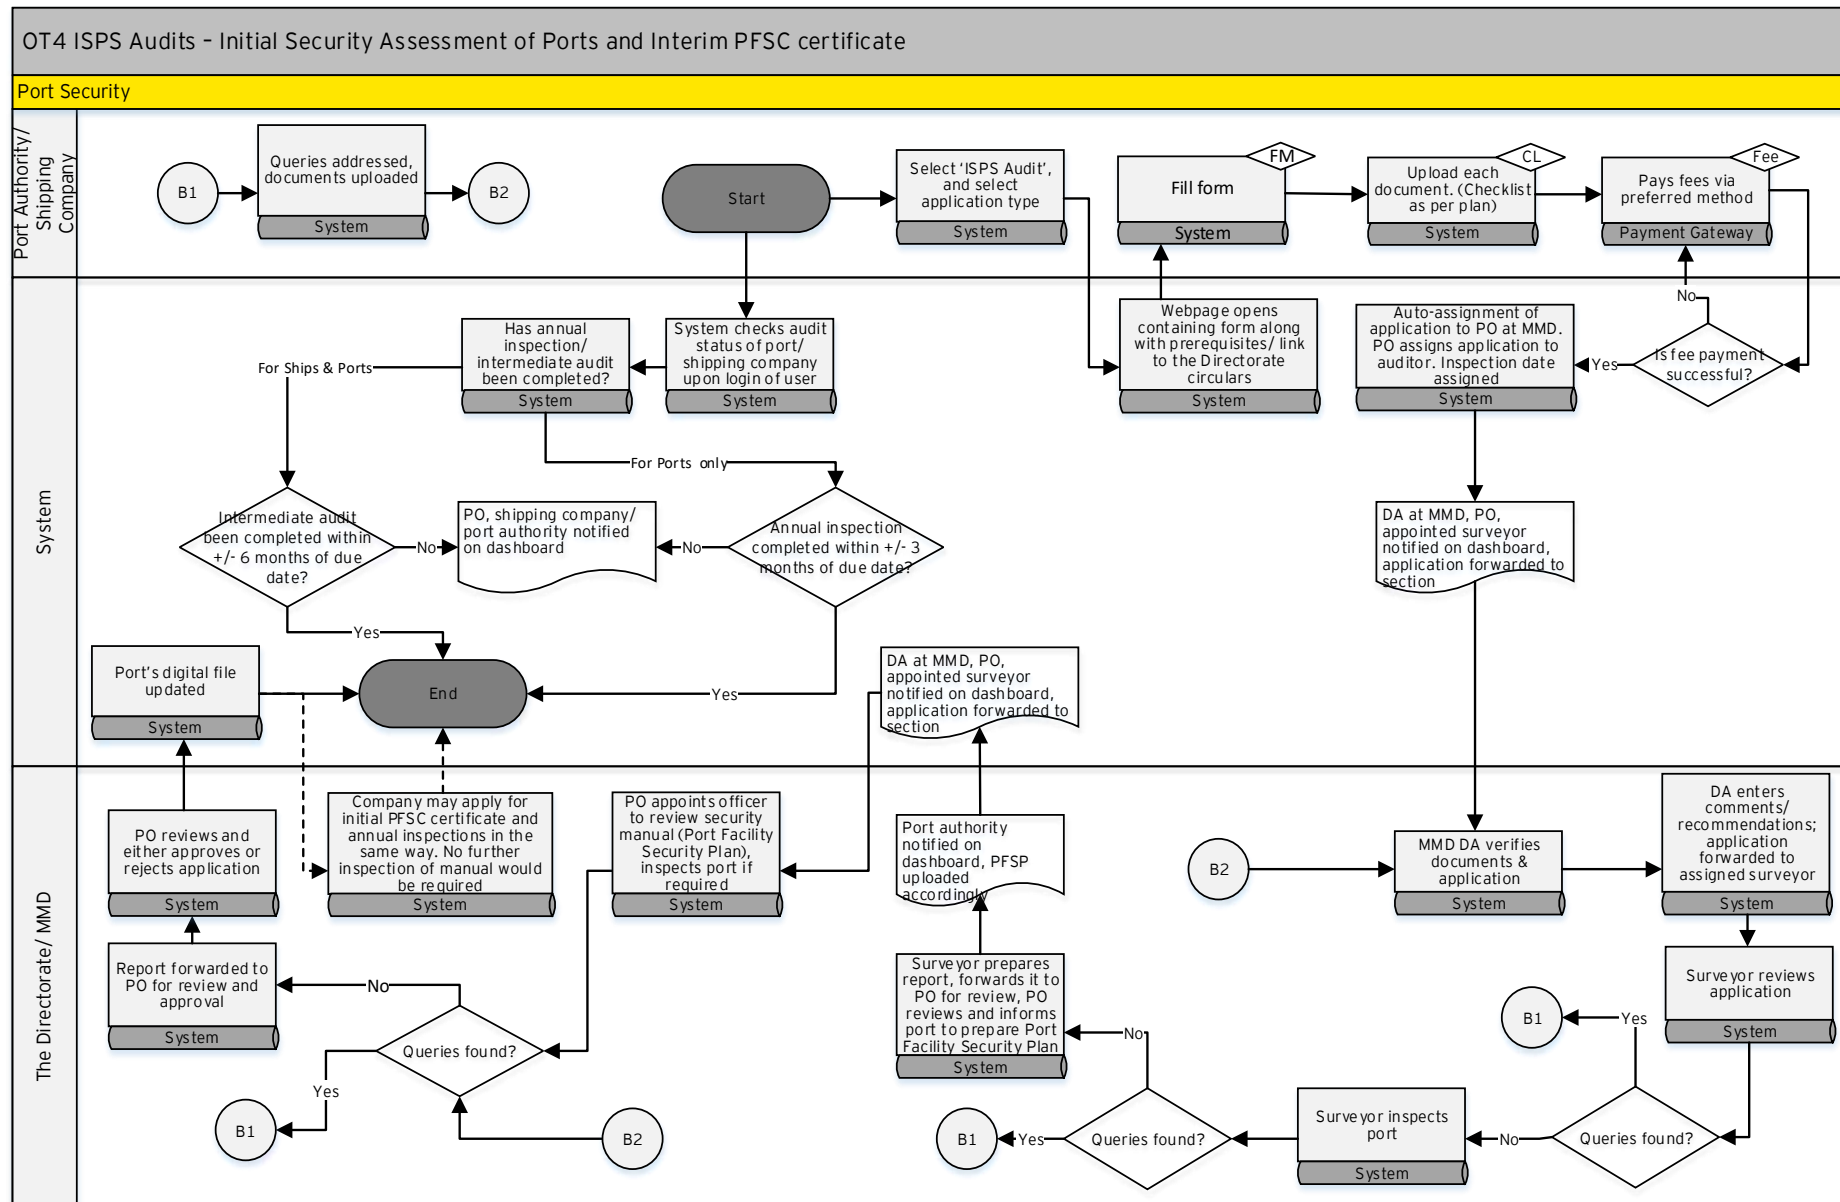 OT4 ISPS Audits – Initial Security Assessment of Ports and Interim PFSC certificate
Port Security
Port Authority/
Shipping
Company
B1
Queries addressed,
documents uploaded
System
B2
Start
Select ‘ISPS Audit’,
and select
application type
System
FM
Fill form
System
CL
Upload each
document. (Checklist
as per plan)
System
Fee
Pays fees via
preferred method
Payment Gateway
System
For Ships & Ports
Has annual
inspection/
intermediate audit
been completed?
System
System checks audit
status of port/
shipping company
upon login of user
System
Webpage opens
containing form along
with prerequisites/ link
to the Directorate
circulars
System
Auto-assignment of
application to PO at MMD.
PO assigns application to
auditor. Inspection date
assigned
System
Yes
No
Is fee payment
successful?
For Ports only
Intermediate audit
been completed within
+/- 6 months of due
date?
No
PO, shipping company/
port authority notified
on dashboard
No
Annual inspection
completed within +/- 3
months of due date?
DA at MMD, PO,
appointed surveyor
notified on dashboard,
application forwarded to
section
Yes
Port’s digital file
updated
System
End
Yes
DA at MMD, PO,
appointed surveyor
notified on dashboard,
application forwarded to
section
The Directorate/ MMD
PO reviews and
either approves or
rejects application
System
Company may apply for
initial PFSC certificate and
annual inspections in the
same way. No further
inspection of manual would
be required
System
PO appoints officer
to review security
manual (Port Facility
Security Plan),
inspects port if
required
System
Port authority
notified on
dashboard, PFSP
uploaded
accordingly
B2
MMD DA verifies
documents &
application
System
DA enters
comments/
recommendations;
application
forwarded to
assigned surveyor
System
Report forwarded to
PO for review and
approval
System
No
Queries found?
Yes
B1
B2
Surveyor prepares
report, forwards it to
PO for review, PO
reviews and informs
port to prepare Port
Facility Security Plan
System
No
B1
Yes
Queries found?
Surveyor inspects
port
System
No
Queries found?
B1
Yes
Surveyor reviews
application
System